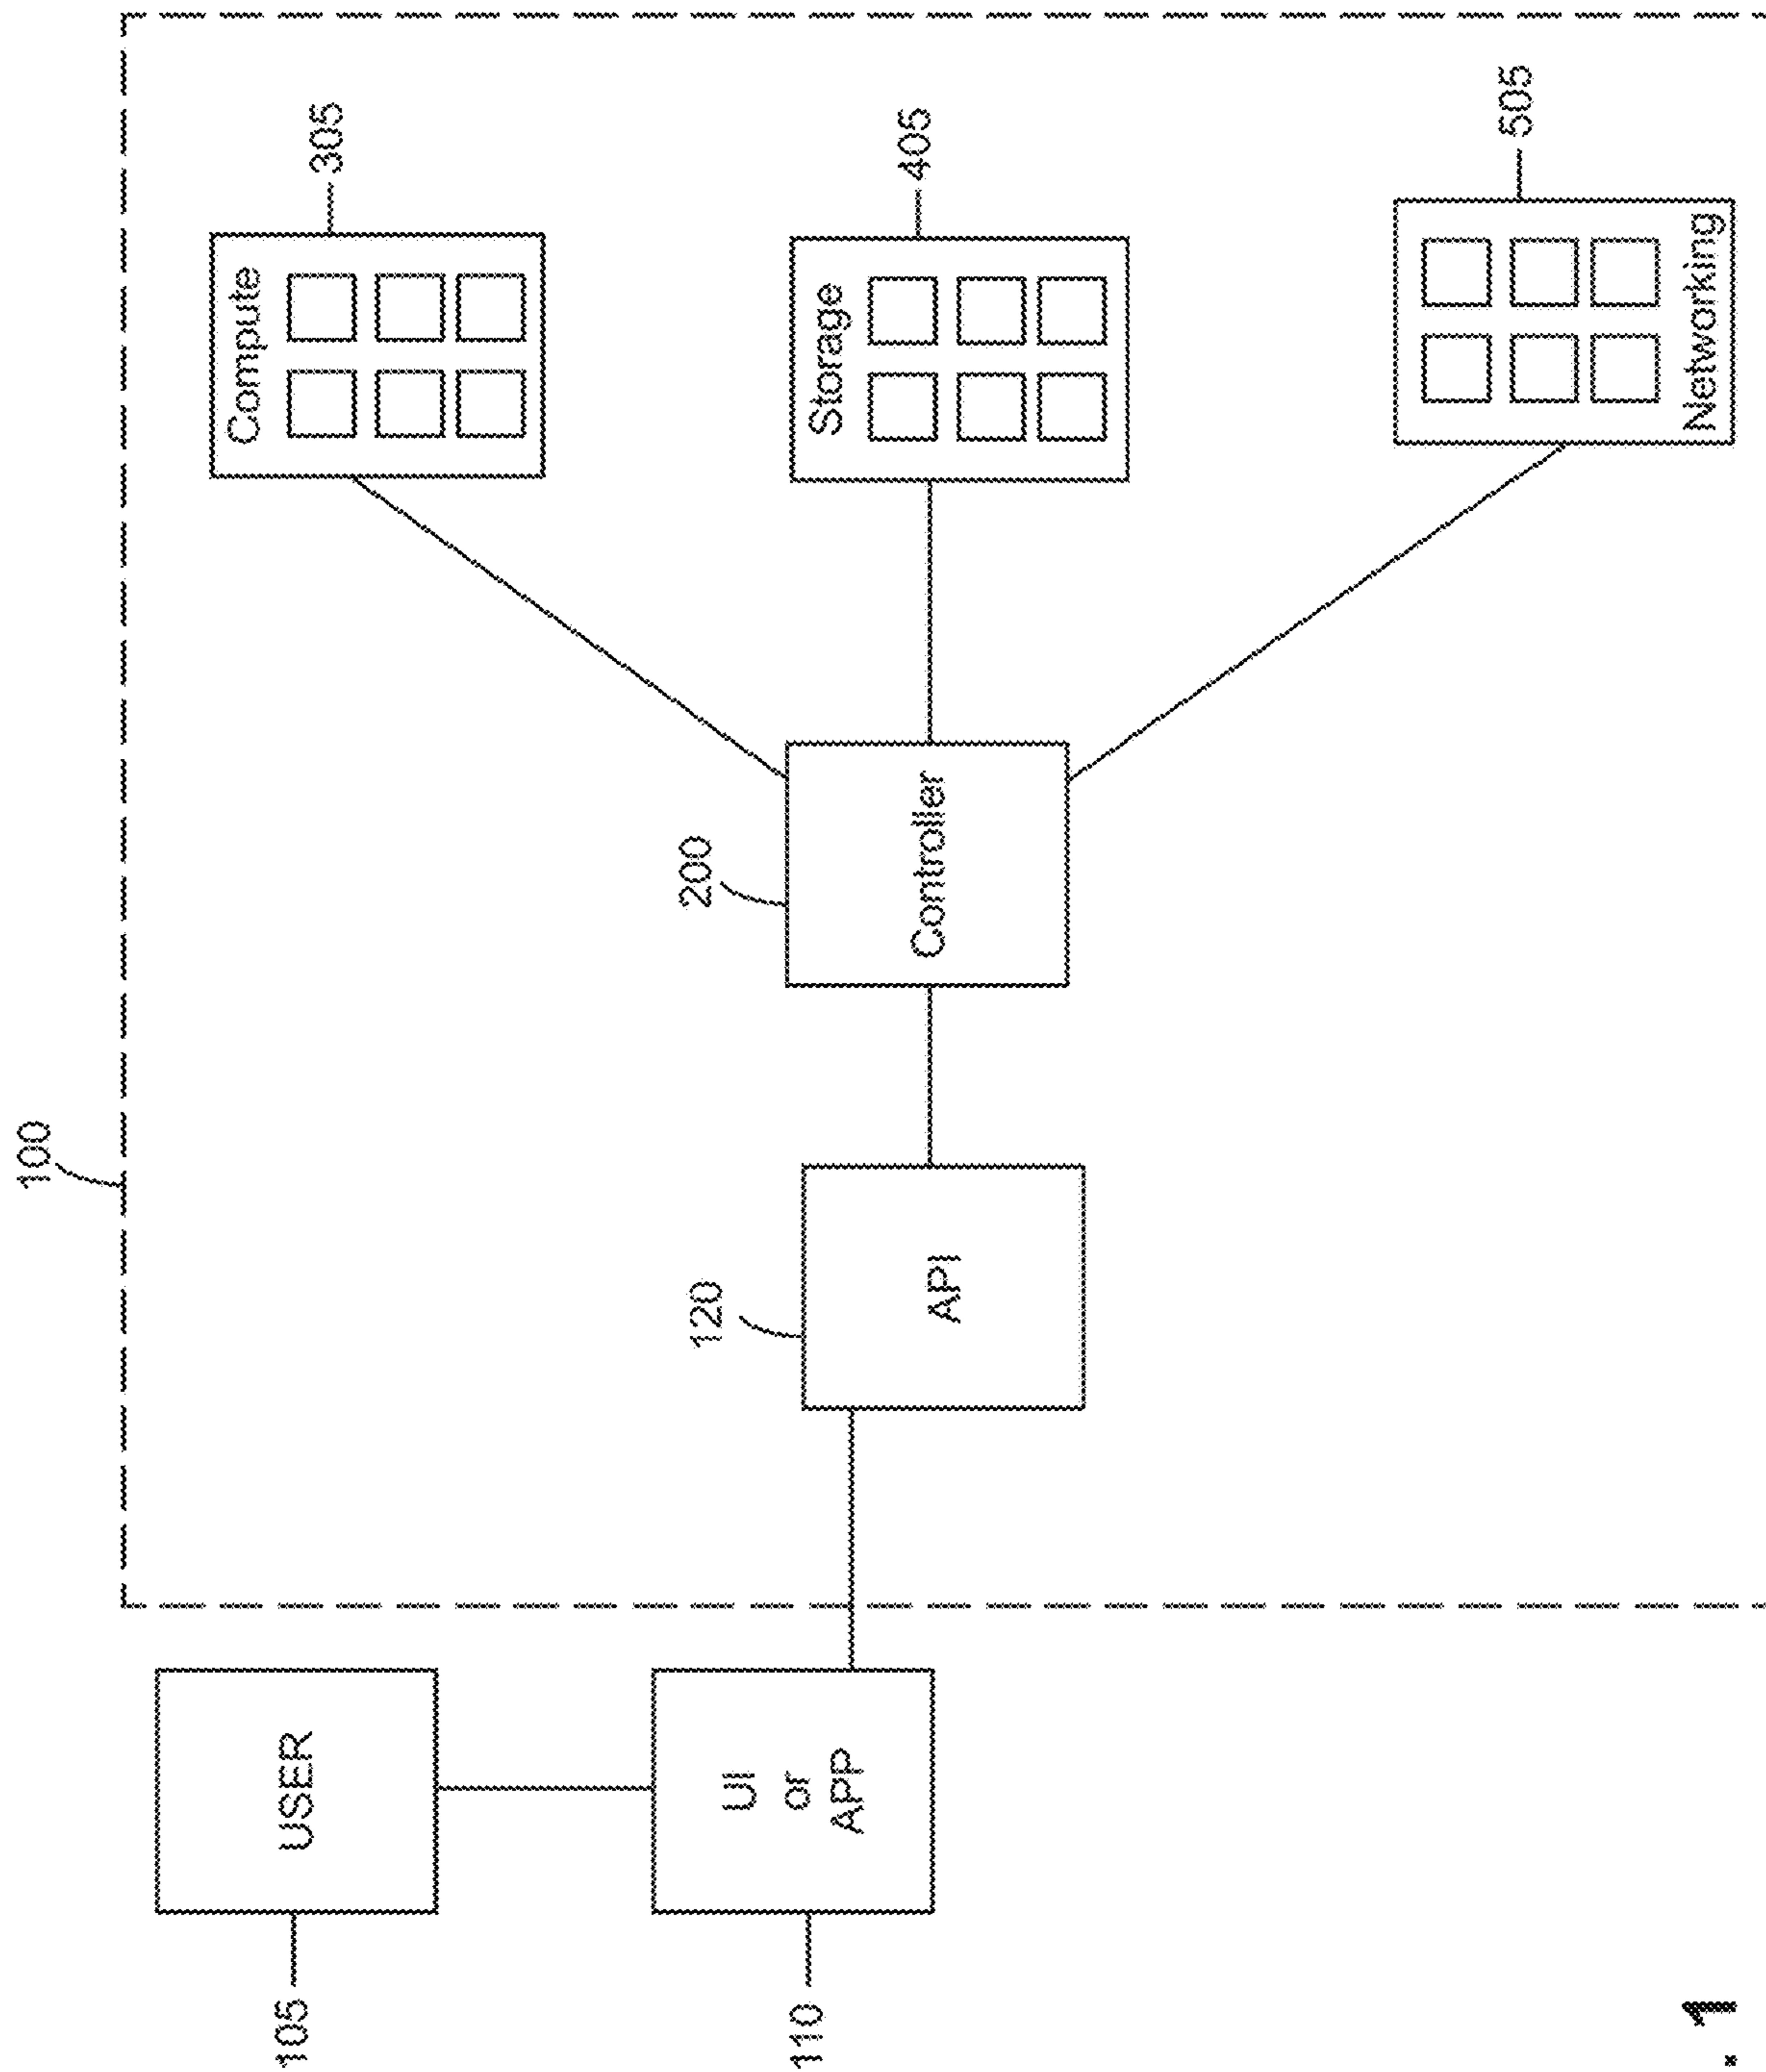 100
105
USER
Compute
305
110
UI
or
APP
120
API
200
Controller
Storage
405
505
Networking
. 1